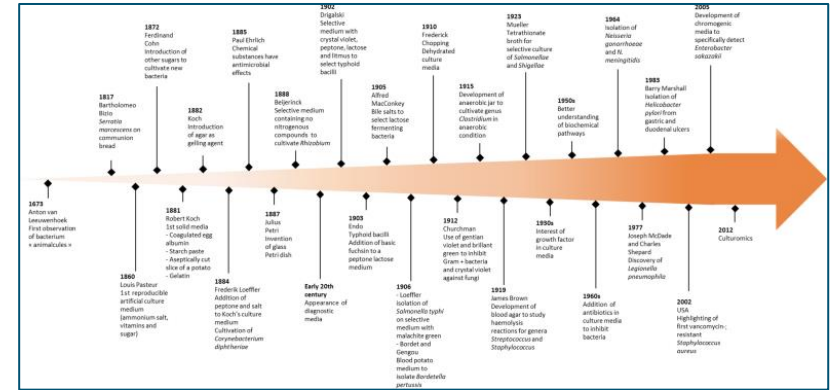 1872
Ferdinand
Cohn
Introduction of
other sugars to
cultivate new
bacteria
1885
Paul Ehrlich
Chemical
substances have
antimicrobial
effects
1902
Drigalski
Selective
medium with
crystal violet,
peptone, lactose
and litmus to
select typhoid
bacilli
1910
Frederick
Chopping
Dehydrated
culture
media
1923
Mueller
Tetrathionate
broth for
selective culture
of Salmonellae
and Shigellae
1964
Isolation of
Neisseria
gonorrhoeae
and N.
meningitidis
2005
Development of
chromogenic
media to
specifically detect
Enterobacter
sakazakii
1817
Bartholomeo
Bizio
Serratia
marcescens on
communion
bread
1882
Koch
Introduction
of agar as
gelling agent
1888
Beijerinck
Selective medium
containing no
nitrogenous
compounds to
cultivate Rhizobium
1905
Alfred
MacConkey
Bile salts to
select lactose
fermenting
bacteria
1915
Development of
anaerobic jar to
cultivate genus
Clostridium in
anaerobic
condition
1950s
Better
understanding
of biochemical
pathways
1983
Barry Marshall
Isolation of
Helicobacter
pylori from
gastric and
duodenal ulcers
1673
Anton van
Leeuwenhoek
First observation
of bacterium
« animalcules »
1860
Louis Pasteur
1st reproducible
artificial culture
medium
(ammonium salt,
vitamins and
sugar)
1881
Robert Koch
1st solid media
- Coagulated egg
albumin
- Starch paste
- Aseptically cut
slice of a potato
- Gelatin
1884
Frederik Loeffler
Addition of
peptone and salt
to Koch's culture
medium
Cultivation of
Corynebacterium
diphtheriae
1887
Julius
Petri
Invention
of glass
Petri dish
Early 20th
century
Appearance of
diagnostic
media
1903
Endo
Typhoid bacilli
Addition of basic
fuchsin to a
peptone lactose
medium
1906
- Loeffler
Isolation of
Salmonella typhi
on selective
medium with
malachite green
- Bordet and
Gengou
Blood potato
medium to
isolate Bordetella
pertussis
1912
Churchman
Use of gentian
violet and brillant
green to inhibit
Gram + bacteria
and crystal violet
against fungi
1919
James Brown
Development of
blood agar to study
haemolysis
reactions for genera
Streptococcus and
Staphylococcus
1930s
Interest of
growth factor in
culture media
1960s
Addition of
antibiotics in
culture media
to inhibit
bacteria
1977
Joseph McDade
and Charles
Shepard
Discovery of
Legionella
pneumophila
2002
USA
Highlighting of
first vancomycin-
resistant
Staphylococcus
aureus
2012
Culturomics